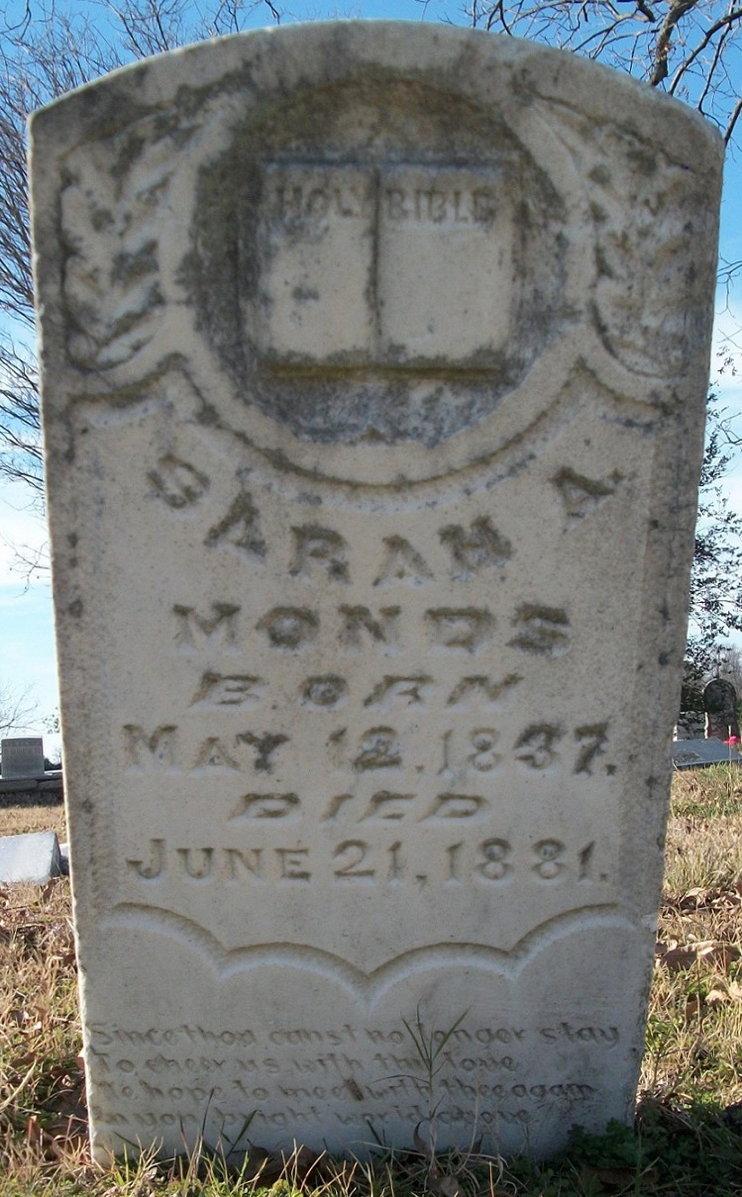 HOLY BIBLE
SARAH A.
MONDS
BORN
MAY 12, 1837.
DIED
JUNE 21, 1881.
Since thou canst no longer stay
To cheer us with thy love
We hope to meet with thee again
In yon bright world above